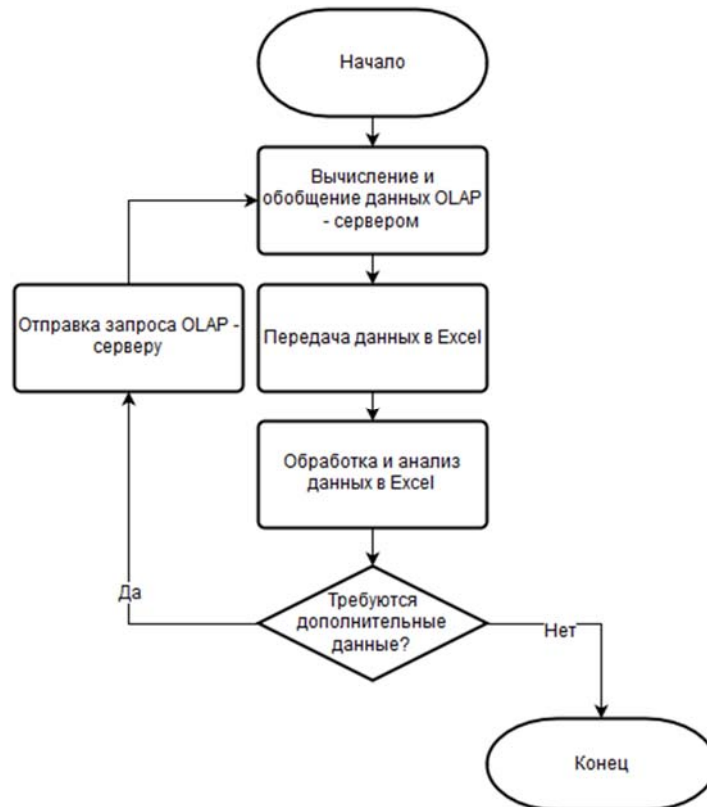 Начало
Вычисление и
обобщение данных OLAP
- сервером
Отправка запроса OLAP -
серверу
Передача данных в Excel
Обработка и анализ
данных в Excel
Требуются
дополнительные
данные?
Да
Нет
Конец